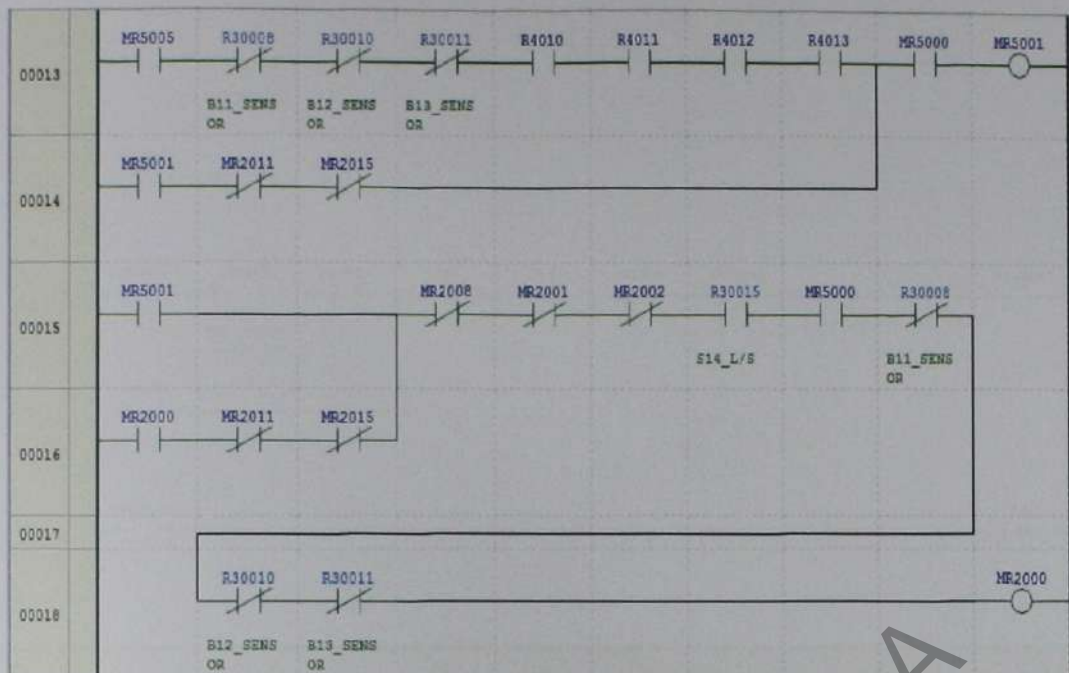 MR5005 R30008 R30010 R30011 R4010 R4011 R4012 R4013 MR5000 MR5001
00013
B11_SENS B12_SENS B13_SENS
OR OR OR
MR5001 MR2011 MR2015
00014
MR5001 MR2008 MR2001 MR2002 R30015 MR5000 R30008
00015
S14_L/S B11_SENS
OR
MR2000 MR2011 MR2015
00016
00017
R30010 R30011 MR2000
00018
B12_SENS B13_SENS
OR OR
A